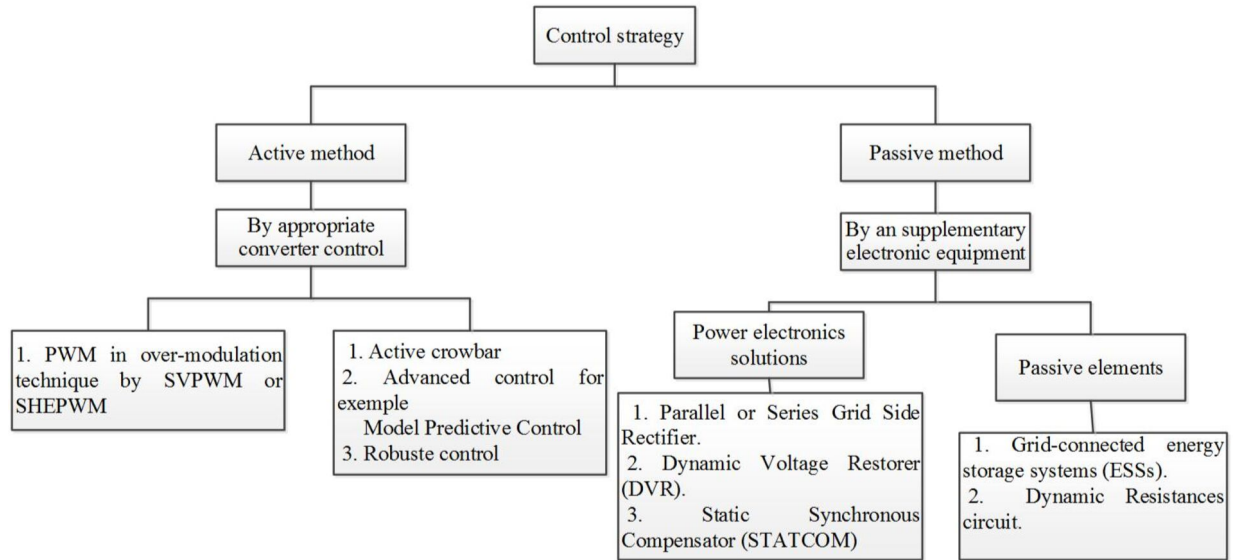 Control strategy
Active method
Passive method
By appropriate
converter control
By an supplementary
electronic equipment
1. PWM in over-modulation
technique by SVPWM or
SHEPWM
1. Active crowbar
2. Advanced control for
exemple
Model Predictive Control
3. Robuste control
Power electronics
solutions
Passive elements
1. Parallel or Series Grid Side
Rectifier.
2. Dynamic Voltage Restorer
(DVR).
3. Static Synchronous
Compensator (STATCOM)
1. Grid-connected energy
storage systems (ESSs).
2. Dynamic Resistances
circuit.